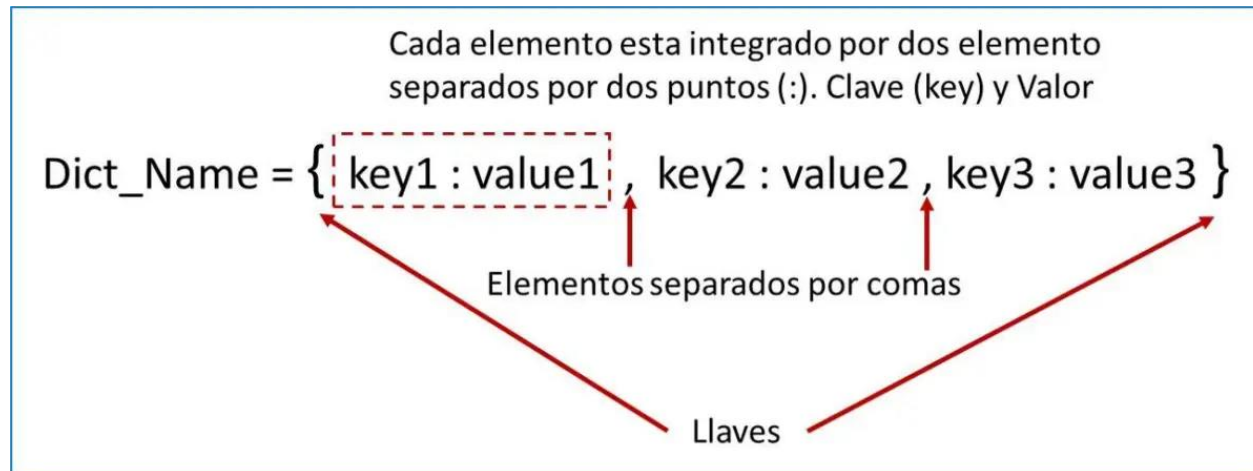 Cada elemento esta integrado por dos elemento
separados por dos puntos (:). Clave (key) y Valor
Dict_Name = { key1 : value1 , key2 : value2 , key3 : value3 }
Elementos separados por comas
Llaves